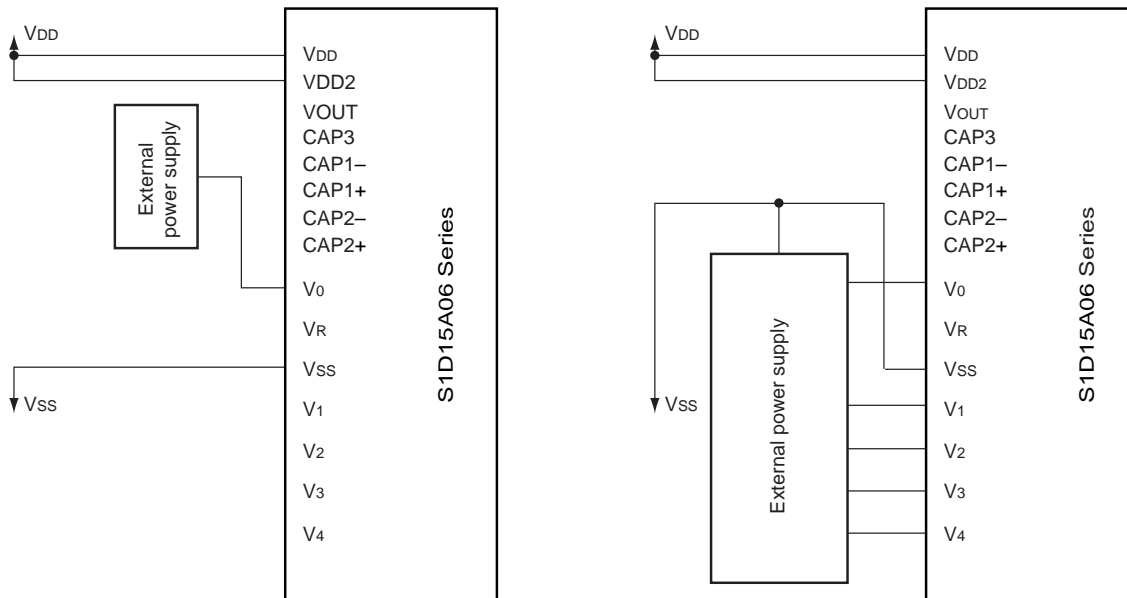 VDD
VDD
VDD2
VOUT
CAP3
CAP1–
CAP1+
CAP2–
CAP2+
V0
VR
VSS
V1
V2
V3
V4
External
power supply
VSS
S1D15A06 Series
VDD
VDD
VDD2
VOUT
CAP3
CAP1–
CAP1+
CAP2–
CAP2+
V0
VR
VSS
V1
V2
V3
V4
External power supply
VSS
S1D15A06 Series